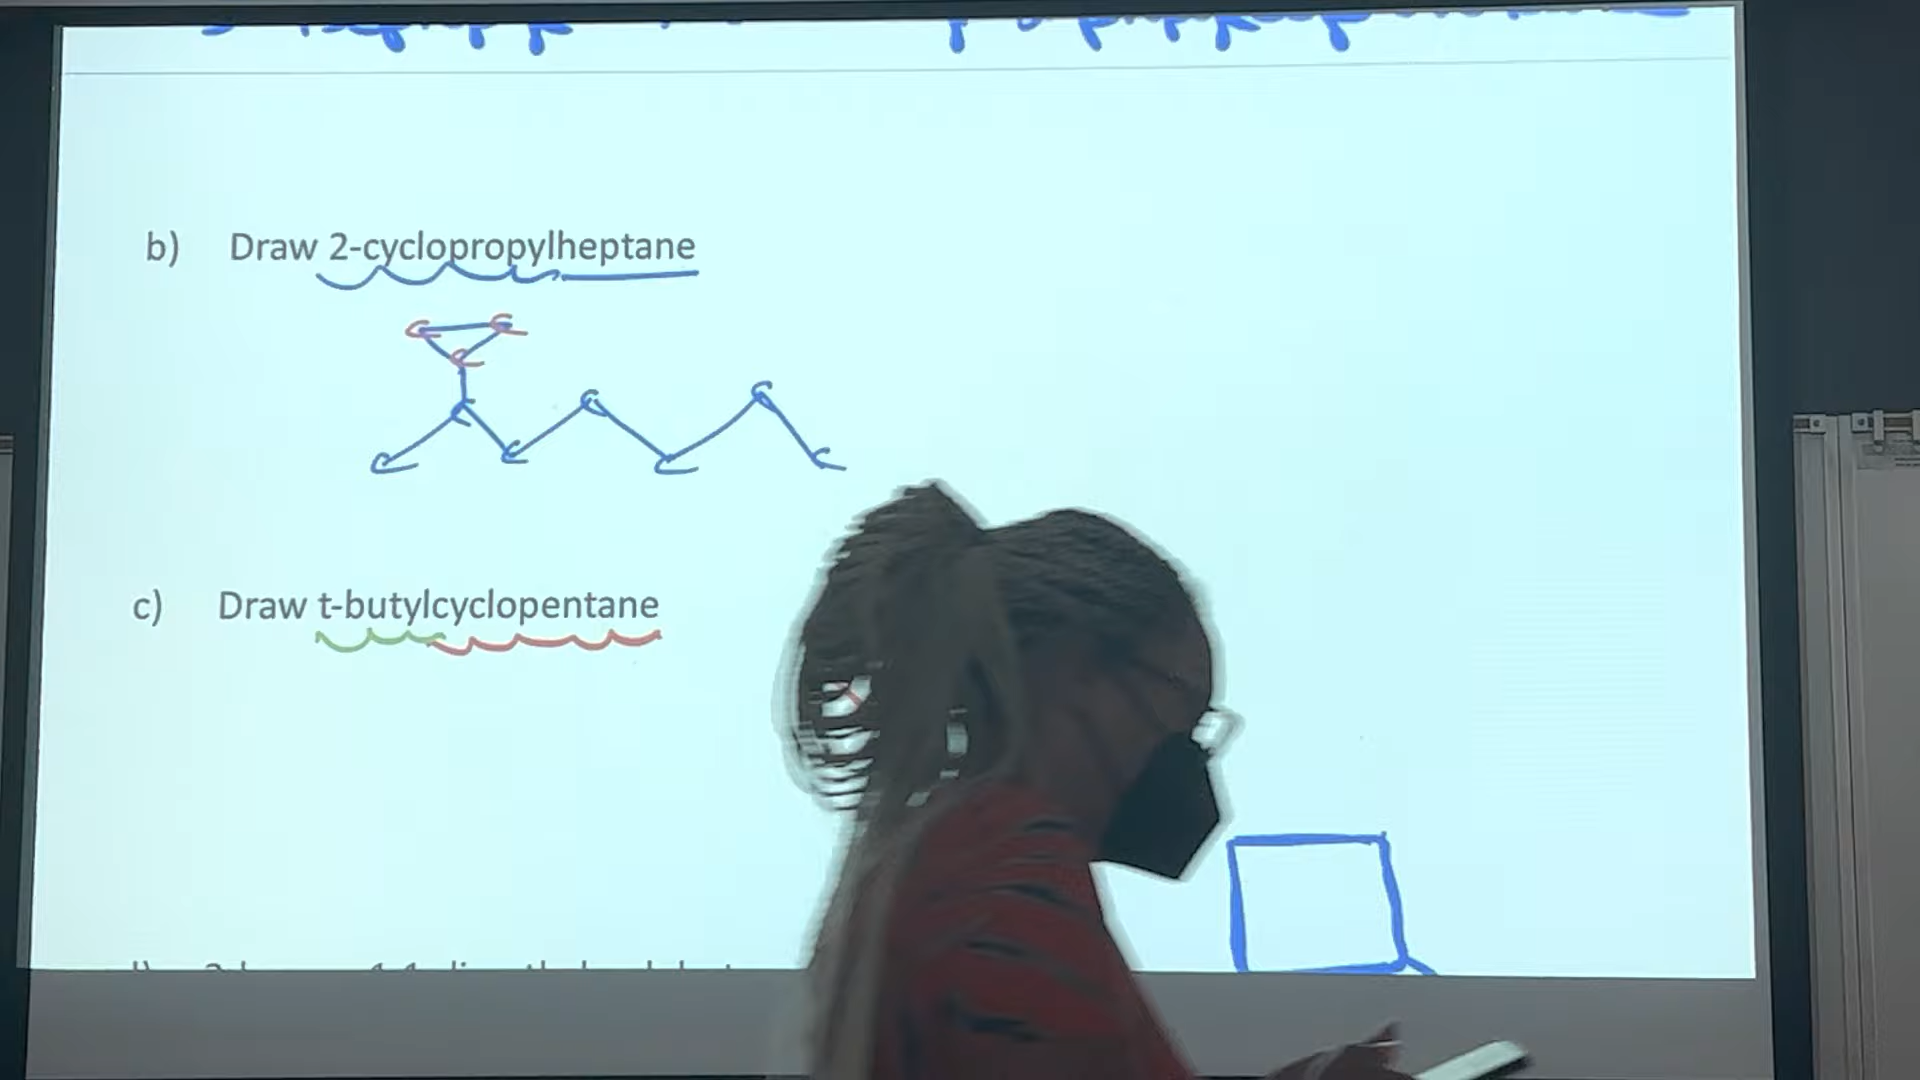 b) Draw 2-cyclopropylheptane
C C
C
C C C
C C C C
c) Draw t-butylcyclopentane